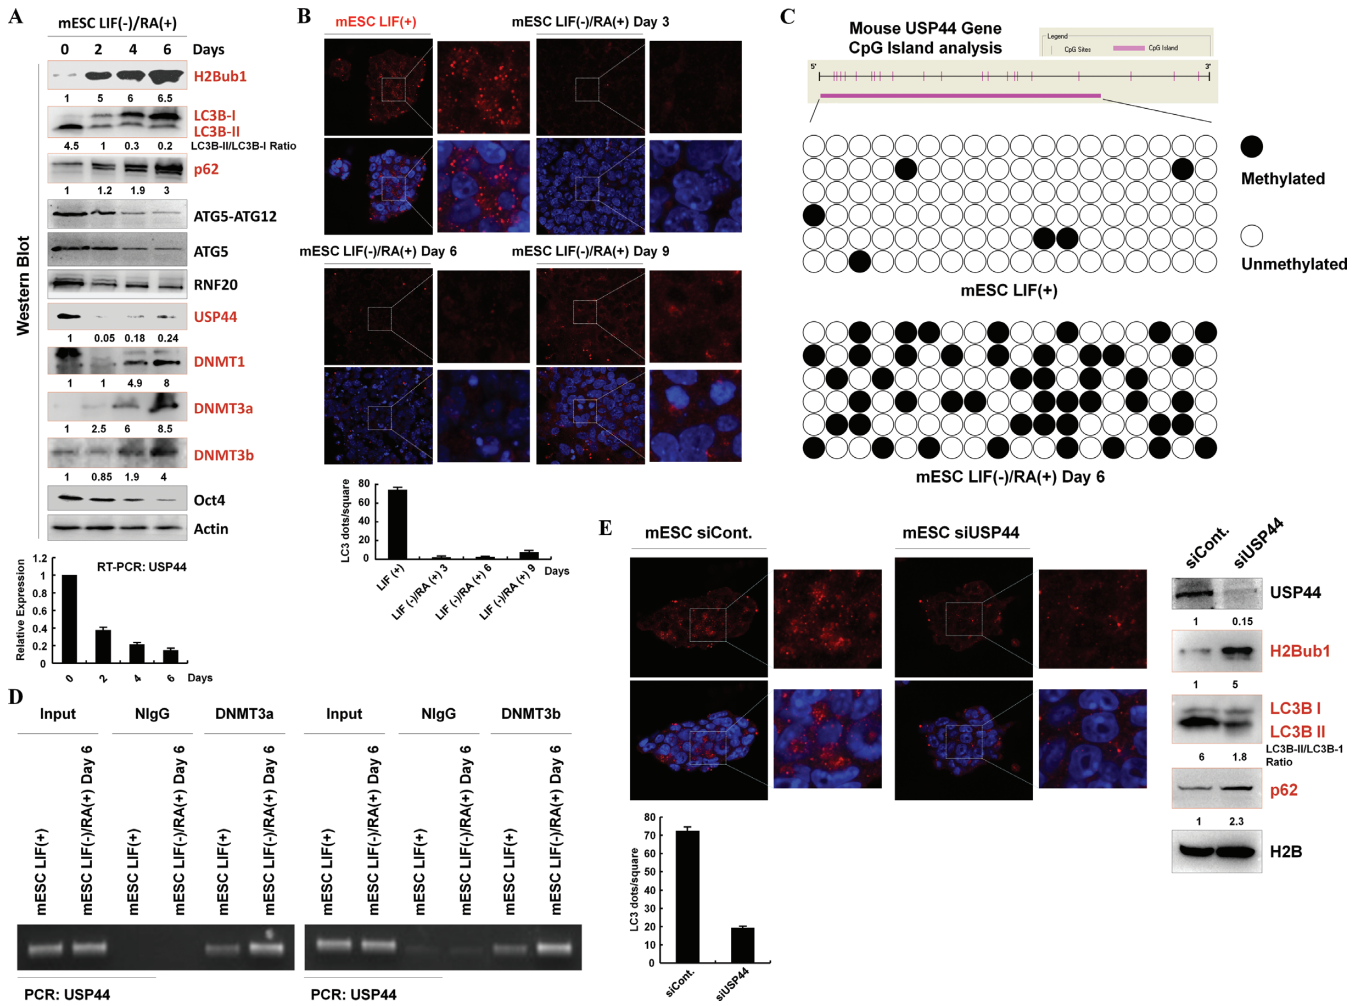 A
mESC LIF(-)/RA(+)
0 2 4 6 Days
Western Blot
H2Bub1
1 5 6 6.5
LC3B-I
LC3B-II
4.5 1 0.3 0.2 LC3B-II/LC3B-I Ratio
p62
1 1.2 1.9 3
ATG5-ATG12
ATG5
RNF20
USP44
1 0.05 0.18 0.24
DNMT1
1 1 4.9 8
DNMT3a
1 2.5 6 8.5
DNMT3b
1 0.85 1.9 4
Oct4
Actin
RT-PCR: USP44
Relative Expression
1.2
1
0.8
0.6
0.4
0.2
0
0 2 4 6 Days
B
mESC LIF(+) mESC LIF(-)/RA(+) Day 3
mESC LIF(-)/RA(+) Day 6 mESC LIF(-)/RA(+) Day 9
LC3 dots/square
80
60
40
20
0
LIF (+) LIF (-)/RA (+) 3 LIF (-)/RA (+) 6 LIF (-)/RA (+) 9 Days
C
Mouse USP44 Gene
CpG Island analysis
Legend
CpG Sites CpG Island
5' 3'
Methylated
Unmethylated
mESC LIF(+)
mESC LIF(-)/RA(+) Day 6
D
Input NIgG DNMT3a Input NIgG DNMT3b
mESC LIF(+) mESC LIF(-)/RA(+) Day 6 mESC LIF(+) mESC LIF(-)/RA(+) Day 6 mESC LIF(+) mESC LIF(-)/RA(+) Day 6 mESC LIF(+) mESC LIF(-)/RA(+) Day 6 mESC LIF(+) mESC LIF(-)/RA(+) Day 6 mESC LIF(+) mESC LIF(-)/RA(+) Day 6
PCR: USP44 PCR: USP44
E
mESC siCont. mESC siUSP44
LC3 dots/square
80
70
60
50
40
30
20
10
0
siCont. siUSP44
siCont. siUSP44
USP44
1 0.15
H2Bub1
1 5
LC3B I
LC3B II
LC3B-II/LC3B-1
6 1.8 Ratio
p62
1 2.3
H2B